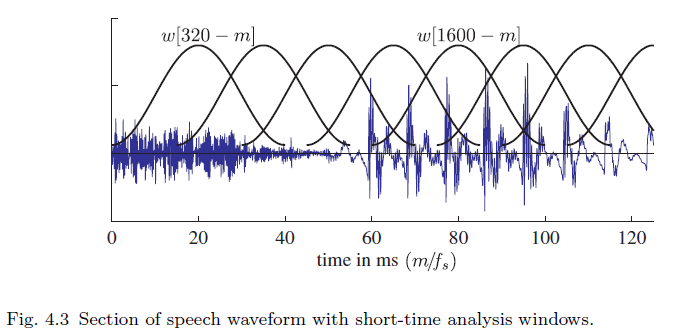 w[320 − m] w[1600 − m]
0 20 40 60 80 100 120
time in ms (m/fs)
Fig. 4.3 Section of speech waveform with short-time analysis windows.